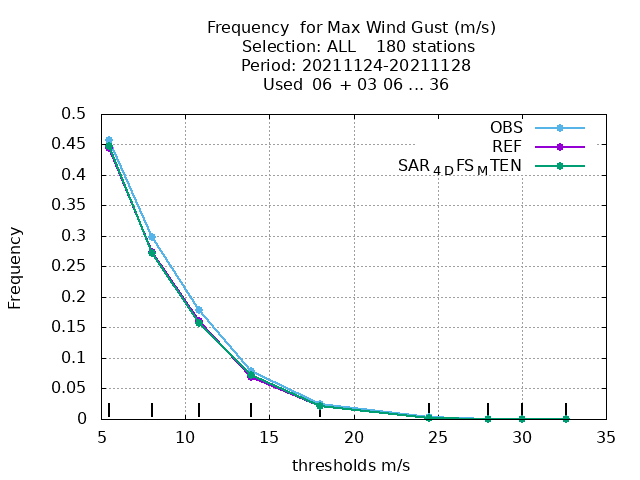 Frequency  for Max Wind Gust (m/s)
Selection: ALL    180 stations
Period: 20211124-20211128
Used  06 + 03 06 ... 36
OBS
REF
SAR4DFSMTEN
Frequency
0.5
0.45
0.4
0.35
0.3
0.25
0.2
0.15
0.1
0.05
0
5 10 15 20 25 30 35
thresholds m/s